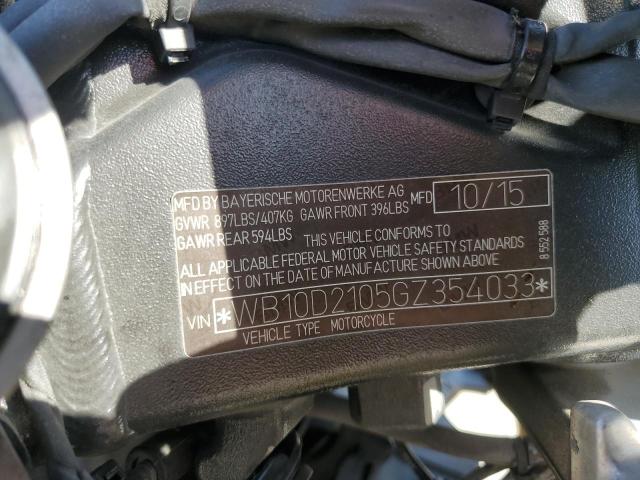 MFD BY BAYERISCHE MOTORENWERKE AG
GVWR 897LBS/407KG GAWR FRONT 396LBS MFD 10/15
GAWR REAR 594LBS THIS VEHICLE CONFORMS TO
ALL APPLICABLE FEDERAL MOTOR VEHICLE SAFETY STANDARDS
IN EFFECT ON THE DATE OF MANUFACTURE SHOWN ABOVE
VIN *WB10D2105GZ354033*
VEHICLE TYPE MOTORCYCLE
8 552 588